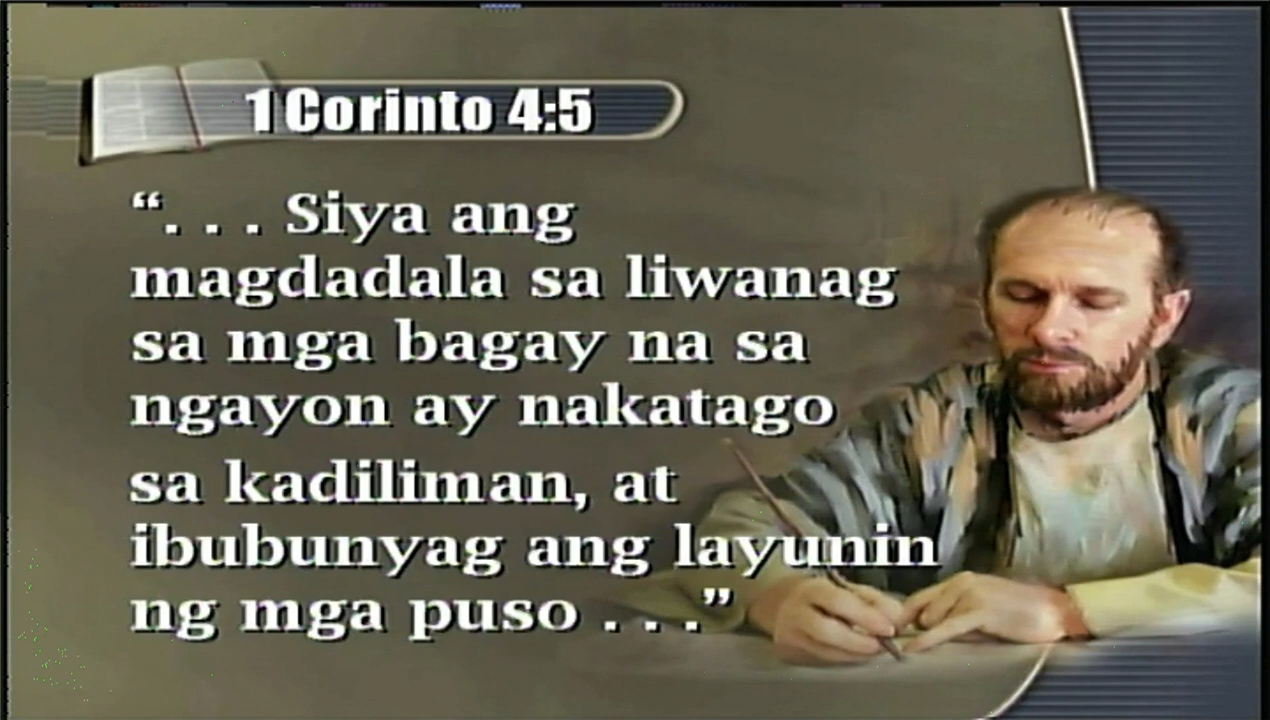 1 Corinto 4:5
“. . . Siya ang
magdadala sa liwanag
sa mga bagay na sa
ngayon ay nakatago
sa kadiliman, at
ibubunyag ang layunin
ng mga puso . . .”